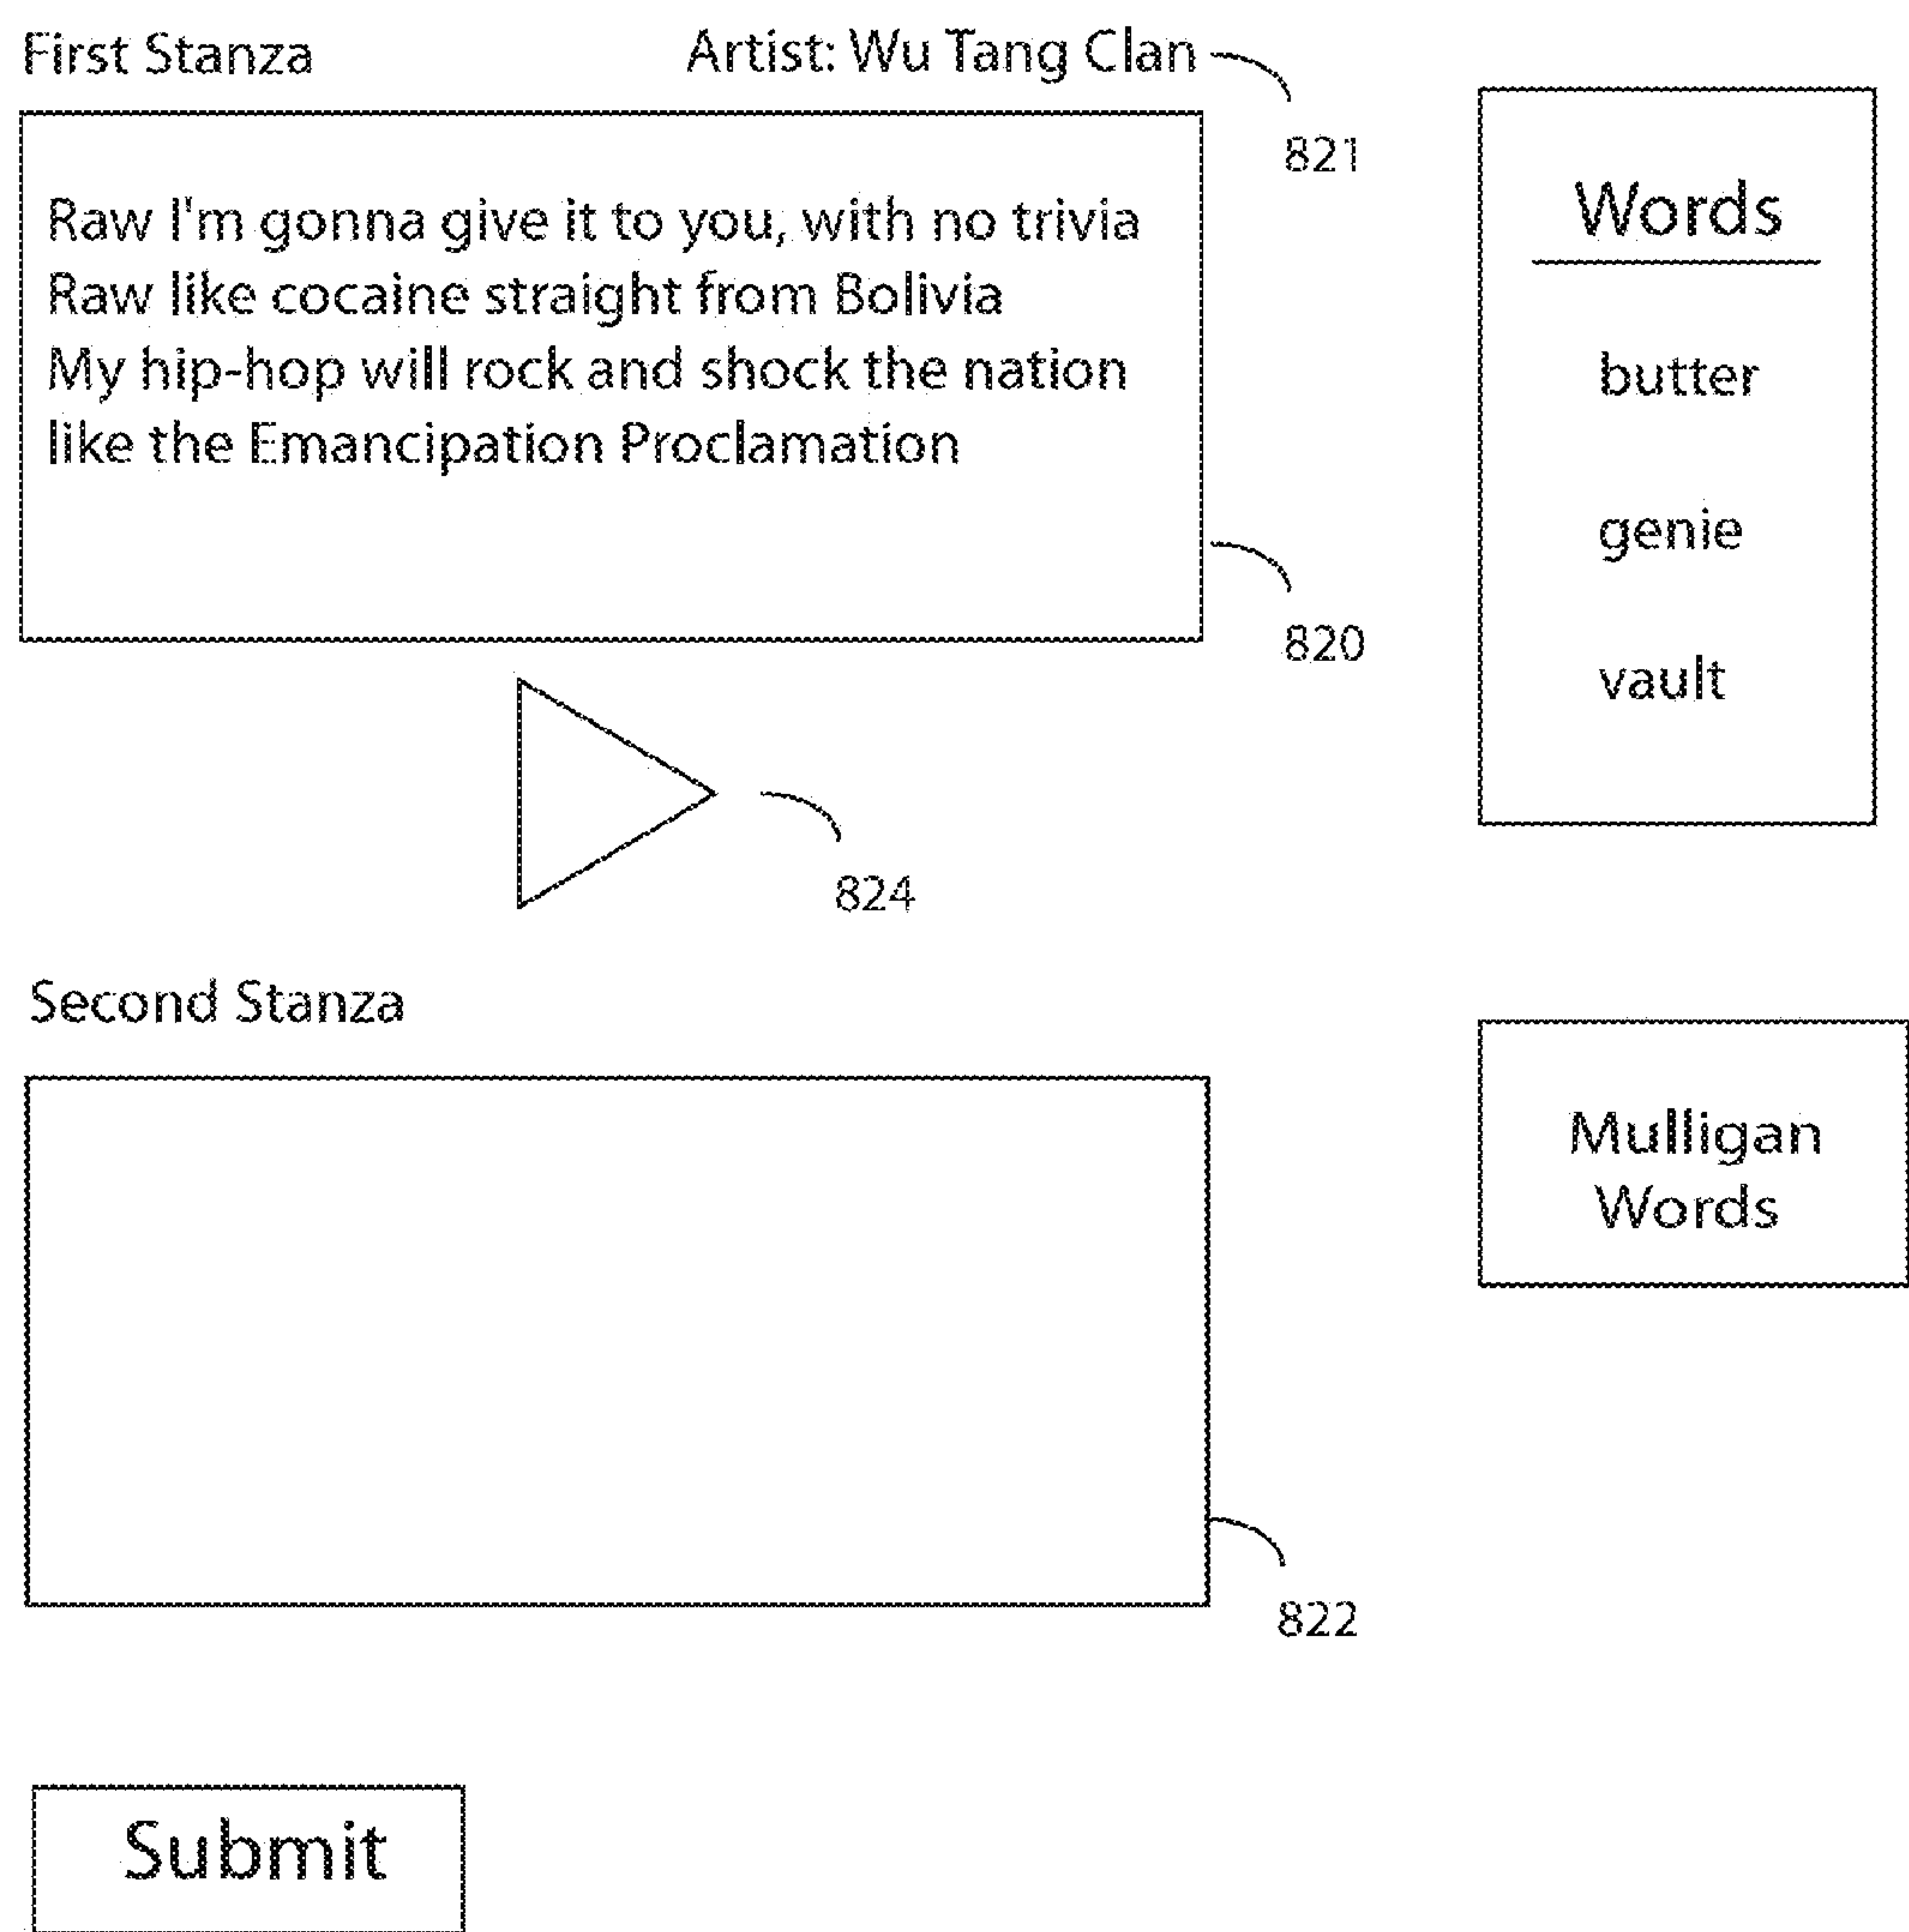 First Stanza
Artist: Wu Tang Clan
821
Raw I'm gonna give it to you, with no trivia
Raw like cocaine straight from Bolivia
My hip-hop will rock and shock the nation
like the Emancipation Proclamation
820
Words
butter
genie
vault
824
Second Stanza
Mulligan
Words
822
Submit